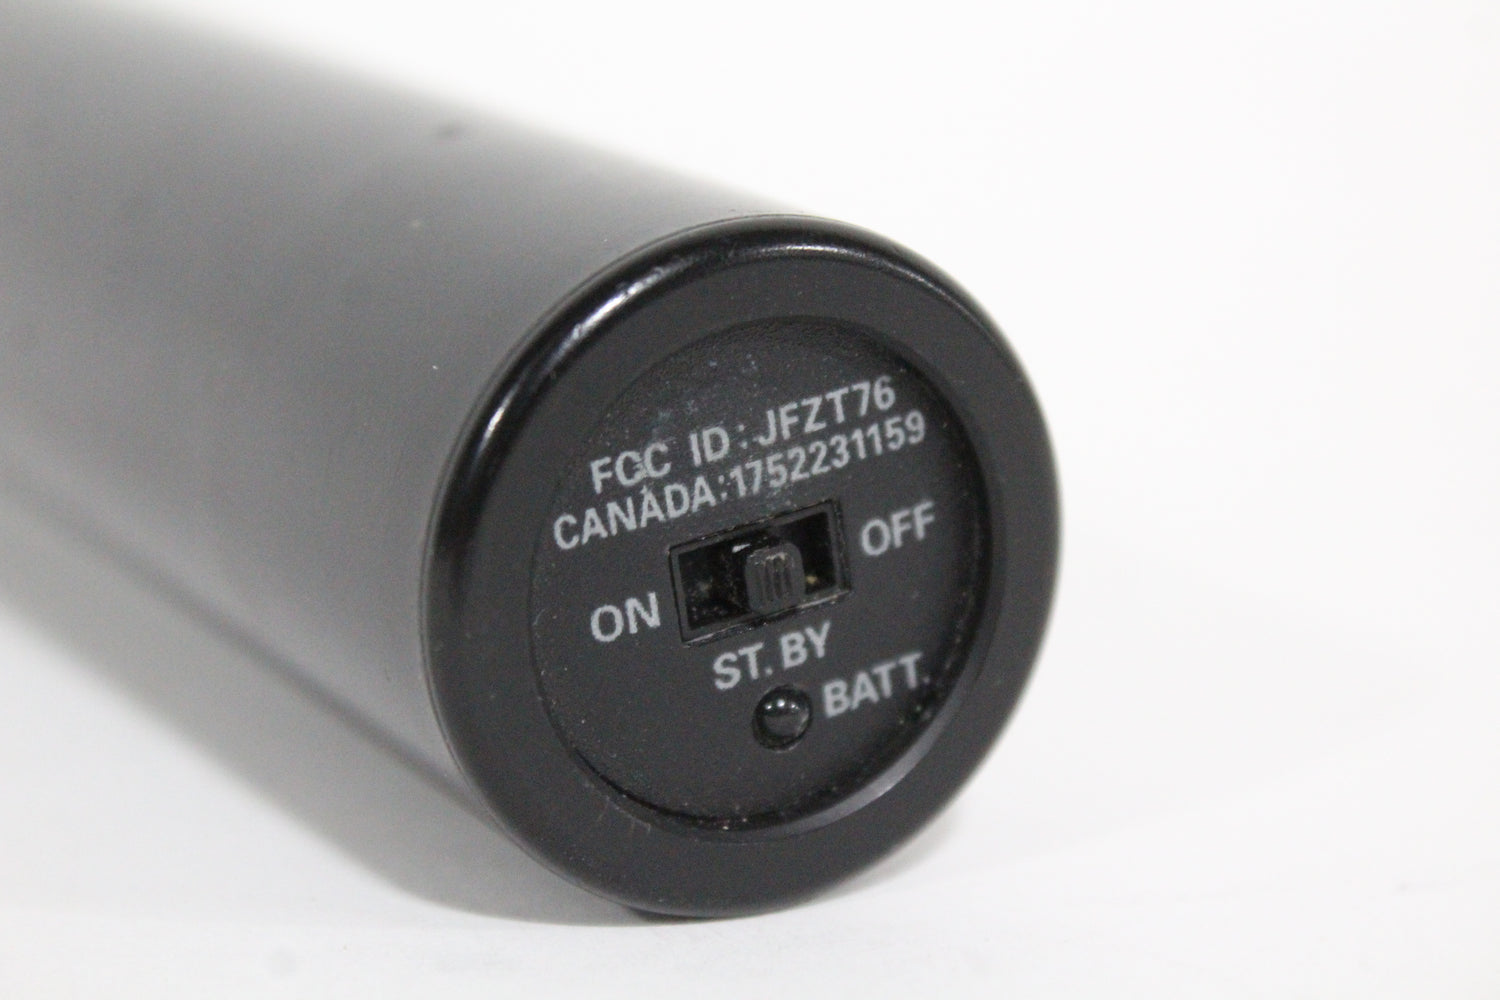 FCC ID: JFZT76
CANADA:1752231159
ON
OFF
ST. BY
BATT.